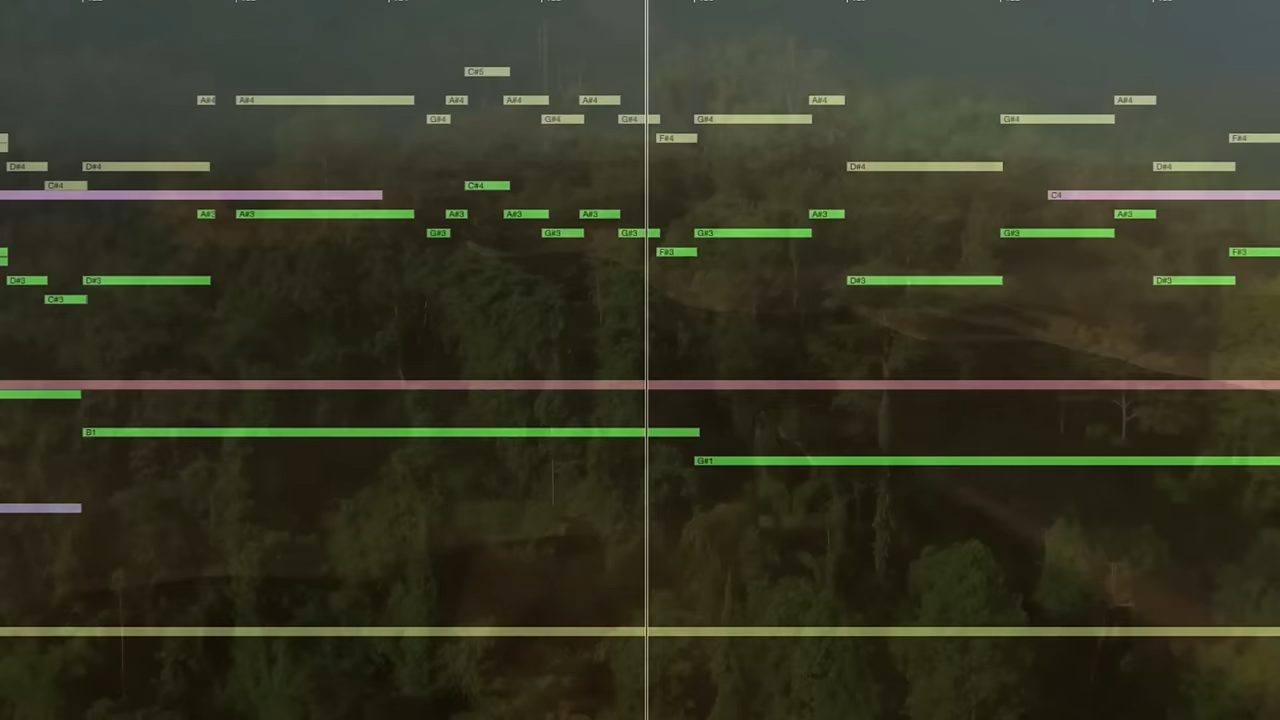 C#5
A#4 A#4 A#4 A#4 A#4 A#4 A#4
G#4 G#4 G#4 G#4 G#4
F#4 F#4
D#4 D#4 D#4 D#4
C#4 C#4
C4
A#3 A#3 A#3 A#3 A#3 A#3 A#3
G#3 G#3 G#3 G#3 G#3
F#3 F#3
D#3 D#3 D#3 D#3
C#3
B1
G#1